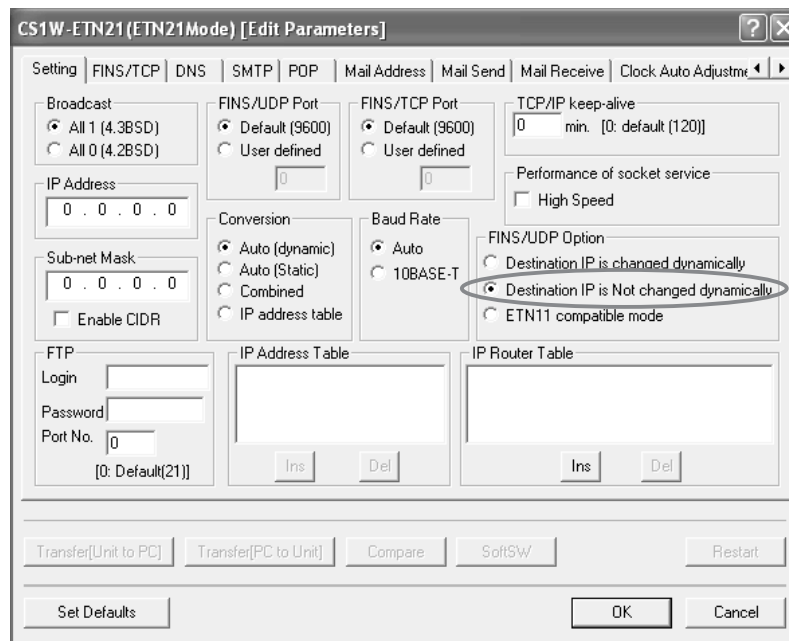 CS1W-ETN21(ETN21Mode) [Edit Parameters]
Setting FINS/TCP DNS SMTP POP Mail Address Mail Send Mail Receive Clock Auto Adjustme
Broadcast
All 1 (4.3BSD)
All 0 (4.2BSD)
IP Address
0 . 0 . 0 . 0
Sub-net Mask
0 . 0 . 0 . 0
Enable CIDR
FINS/UDP Port
Default (9600)
User defined
0
FINS/TCP Port
Default (9600)
User defined
0
TCP/IP keep-alive
0 min. [0: default (120)]
Performance of socket service
High Speed
Conversion
Auto (dynamic)
Auto (Static)
Combined
IP address table
Baud Rate
Auto
10BASE-T
FINS/UDP Option
Destination IP is changed dynamically
Destination IP is Not changed dynamically
ETN11 compatible mode
FTP
Login
Password
Port No. 0
[0: Default(21)]
IP Address Table
Ins Del
IP Router Table
Ins Del
Transfer[Unit to PC] Transfer[PC to Unit] Compare SoftSW Restart
Set Defaults OK Cancel